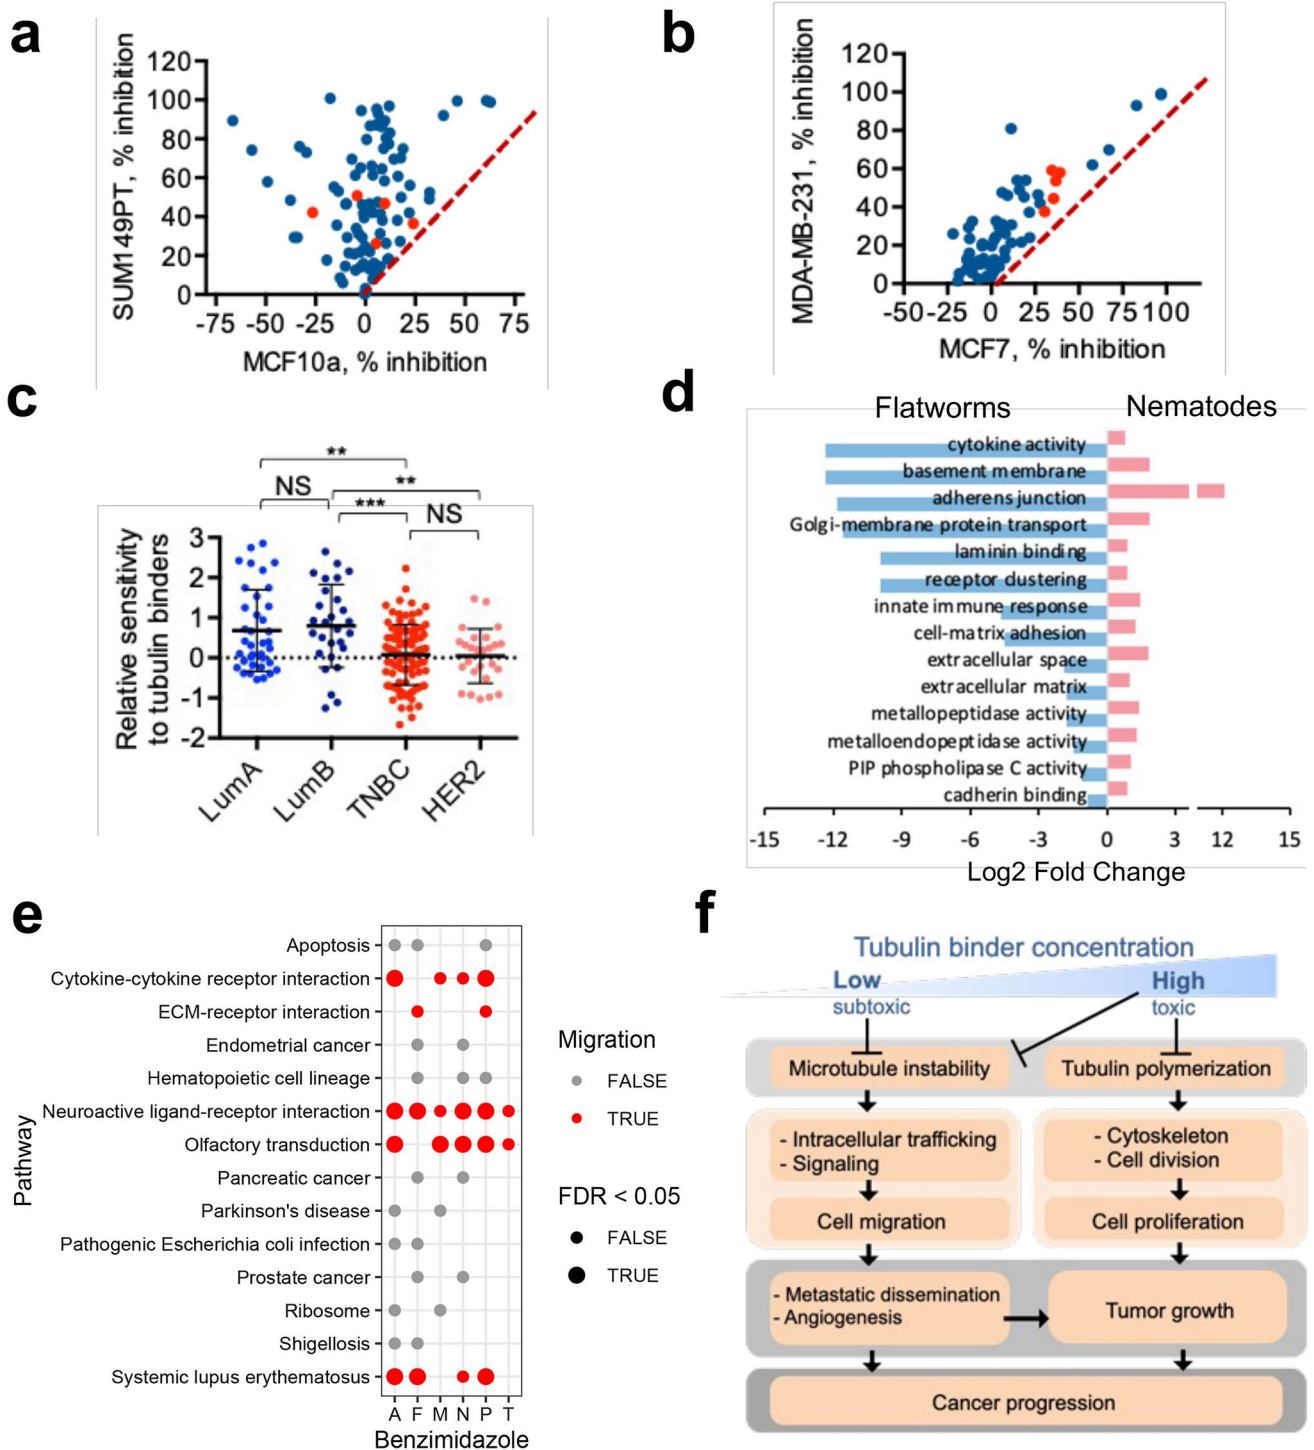 a
SUM149PT, % inhibition
120
100
80
60
40
20
0
-75 -50 -25 0 25 50 75
MCF10a, % inhibition
b
MDA-MB-231, % inhibition
120
100
80
60
40
20
0
-50 -25 0 25 50 75 100
MCF7, % inhibition
c
**
NS
**
***
NS
Relative sensitivity
to tubulin binders
3
2
1
0
-1
-2
LumA
LumB
TNBC
HER2
d
Flatworms
Nematodes
cytokine activity
basement membrane
adherens junction
Golgi-membrane protein transport
laminin binding
receptor clustering
innate immune response
cell-matrix adhesion
extracellular space
extracellular matrix
metallopeptidase activity
metalloendopeptidase activity
PIP phospholipase C activity
cadherin binding
-15 -12 -9 -6 -3 0 3 12 15
Log2 Fold Change
e
Pathway
Apoptosis
Cytokine-cytokine receptor interaction
ECM-receptor interaction
Endometrial cancer
Hematopoietic cell lineage
Neuroactive ligand-receptor interaction
Olfactory transduction
Pancreatic cancer
Parkinson's disease
Pathogenic Escherichia coli infection
Prostate cancer
Ribosome
Shigellosis
Systemic lupus erythematosus
A F M N P T
Benzimidazole
Migration
FALSE
TRUE
FDR < 0.05
FALSE
TRUE
f
Tubulin binder concentration
Low
subtoxic
High
toxic
Microtubule instability
Tubulin polymerization
- Intracellular trafficking
- Signaling
- Cytoskeleton
- Cell division
Cell migration
Cell proliferation
- Metastatic dissemination
- Angiogenesis
Tumor growth
Cancer progression